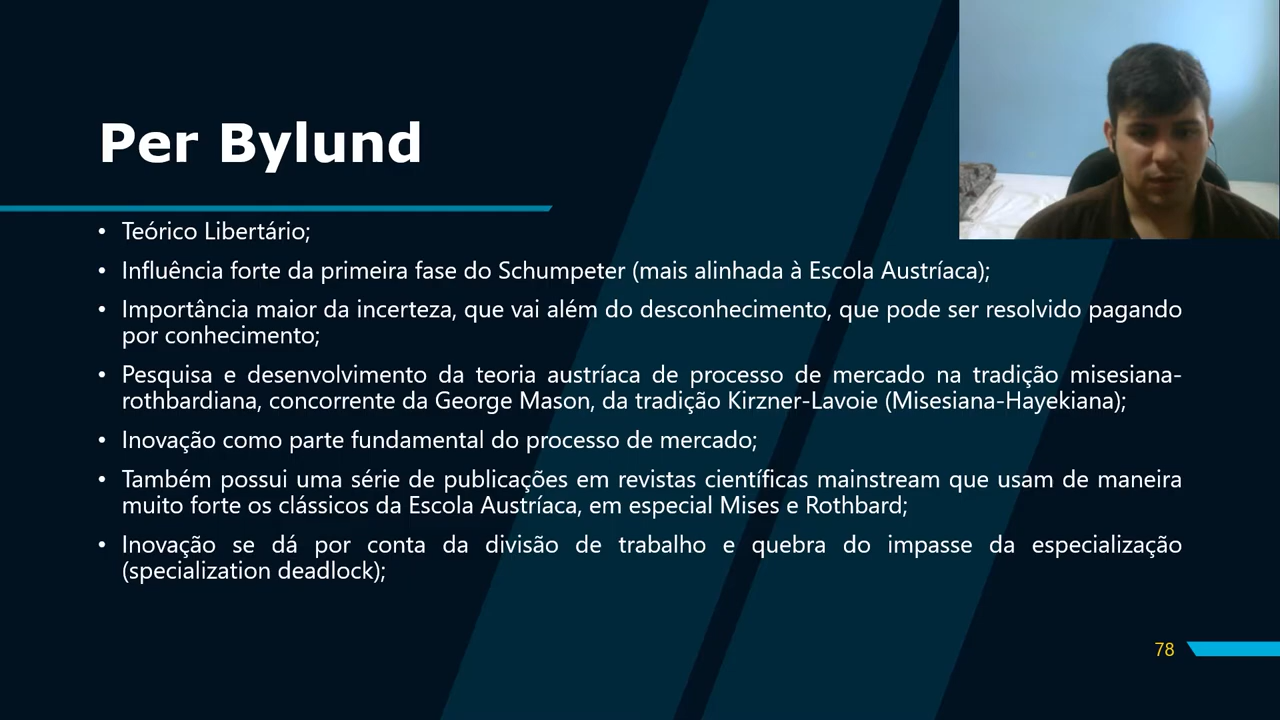 Per Bylund
• Teórico Libertário;
• Influência forte da primeira fase do Schumpeter (mais alinhada à Escola Austríaca);
• Importância maior da incerteza, que vai além do desconhecimento, que pode ser resolvido pagando
por conhecimento;
• Pesquisa e desenvolvimento da teoria austríaca de processo de mercado na tradição misesiana-
rothbardiana, concorrente da George Mason, da tradição Kirzner-Lavoie (Misesiana-Hayekiana);
• Inovação como parte fundamental do processo de mercado;
• Também possui uma série de publicações em revistas científicas mainstream que usam de maneira
muito forte os clássicos da Escola Austríaca, em especial Mises e Rothbard;
• Inovação se dá por conta da divisão de trabalho e quebra do impasse da especialização
(specialization deadlock);
78